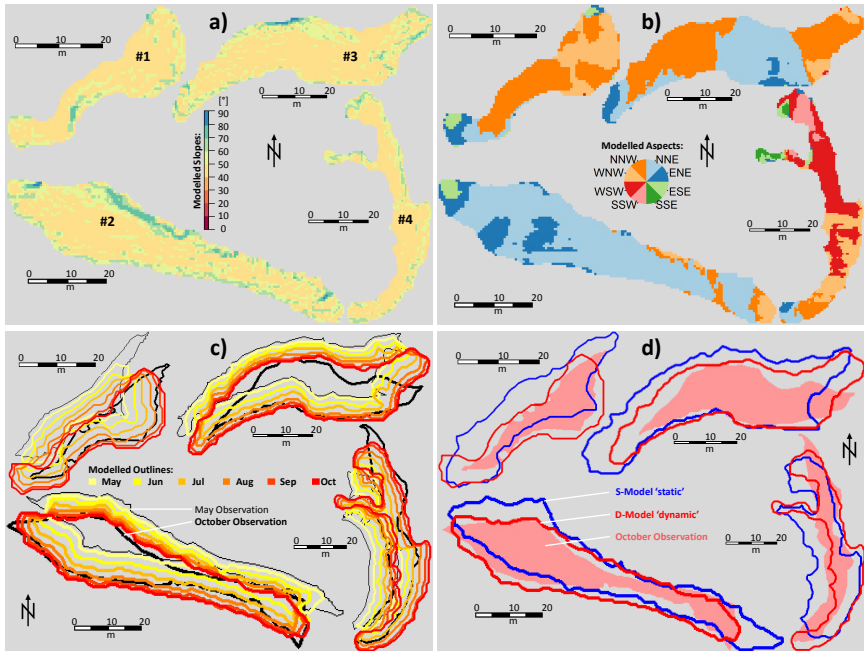 a)
0 10 20
m
#1
#3
0 10 20
m
[°]
90
80
70
60
50
40
30
20
10
0
Modelled Slopes:
N
#2
0 10 20
m
#4
0 10 20
m
b)
0 10 20
m
0 10 20
m
Modelled Aspects:
NNW NNE
WNW ENE
WSW ESE
SSW SSE
N
0 10 20
m
0 10 20
m
c)
0 10 20
m
0 10 20
m
Modelled Outlines:
May Jun Jul Aug Sep Oct
May Observation
October Observation
0 10 20
m
N
0 10 20
m
d)
0 10 20
m
0 10 20
m
N
S-Model ‘static’
D-Model ‘dynamic’
October Observation
0 10 20
m
0 10 20
m